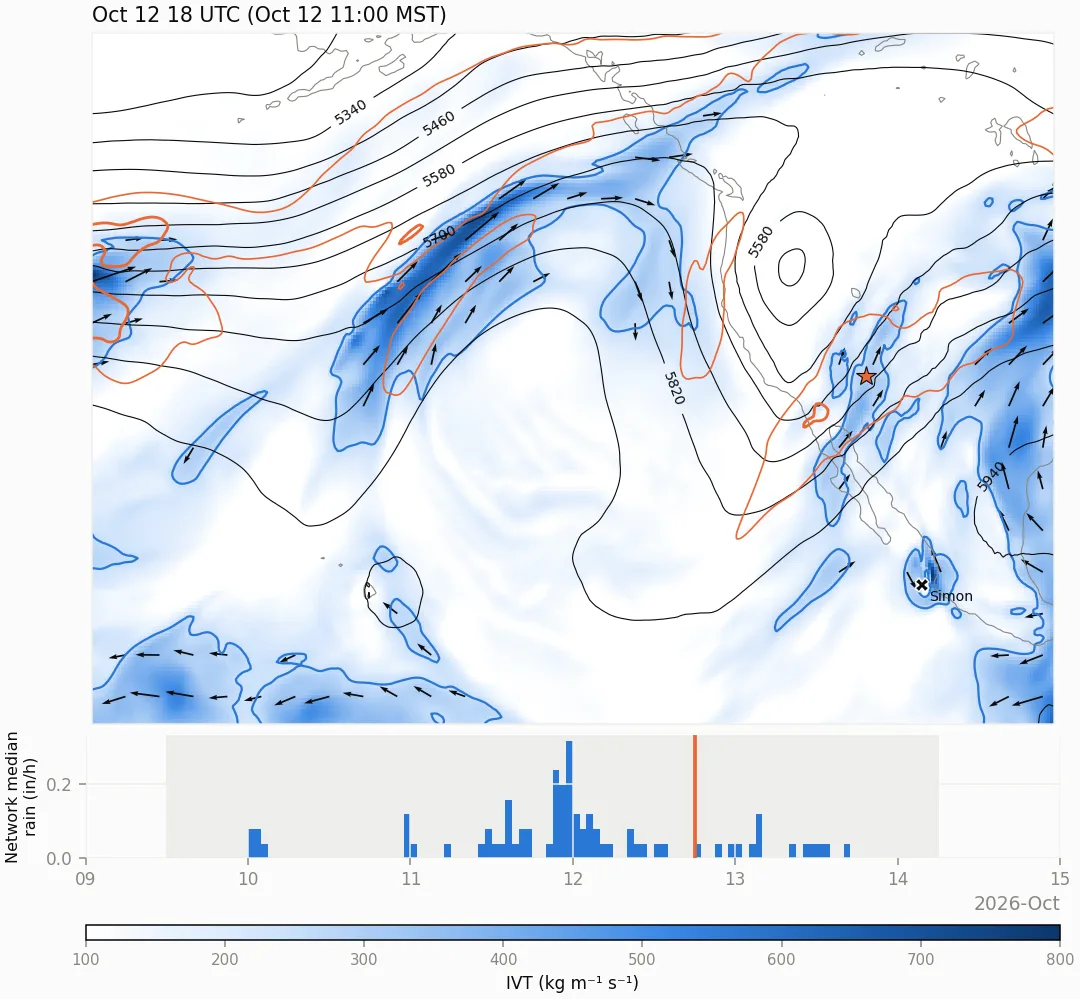 Oct 12 18 UTC (Oct 12 11:00 MST)
5340
5460
5580
5700
5580
5820
5940
Simon
Network median
rain (in/h)
0.2
0.0
09 10 11 12 13 14 15
2026-Oct
100 200 300 400 500 600 700 800
IVT (kg m⁻¹ s⁻¹)